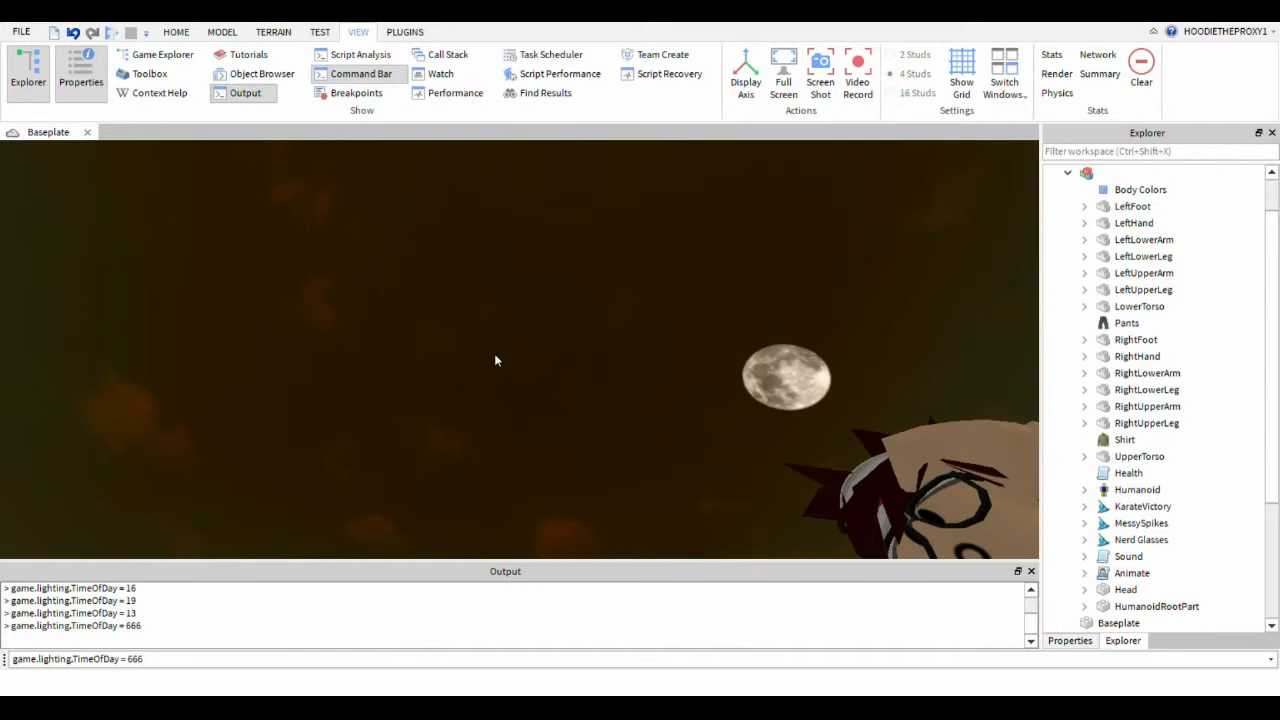 FILE HOME MODEL TERRAIN TEST VIEW PLUGINS HOODIETHEPROXY1
Explorer
Properties
Game Explorer
Toolbox
Context Help
Tutorials
Object Browser
Output
Script Analysis
Command Bar
Breakpoints
Call Stack
Watch
Performance
Task Scheduler
Script Performance
Find Results
Team Create
Script Recovery
Show
Display
Axis
Full
Screen
Screen
Shot
Video
Record
Actions
2 Studs
4 Studs
16 Studs
Show
Grid
Switch
Windows
Settings
Stats
Render
Physics
Network
Summary
Clear
Stats
Baseplate
Explorer
Filter workspace (Ctrl+Shift+X)
Body Colors
LeftFoot
LeftHand
LeftLowerArm
LeftLowerLeg
LeftUpperArm
LeftUpperLeg
LowerTorso
Pants
RightFoot
RightHand
RightLowerArm
RightLowerLeg
RightUpperArm
RightUpperLeg
Shirt
UpperTorso
Health
Humanoid
KarateVictory
MessySpikes
Nerd Glasses
Sound
Animate
Head
HumanoidRootPart
Baseplate
Properties Explorer
Output
> game.lighting.TimeOfDay = 16
> game.lighting.TimeOfDay = 19
> game.lighting.TimeOfDay = 13
> game.lighting.TimeOfDay = 666
game.lighting.TimeOfDay = 666